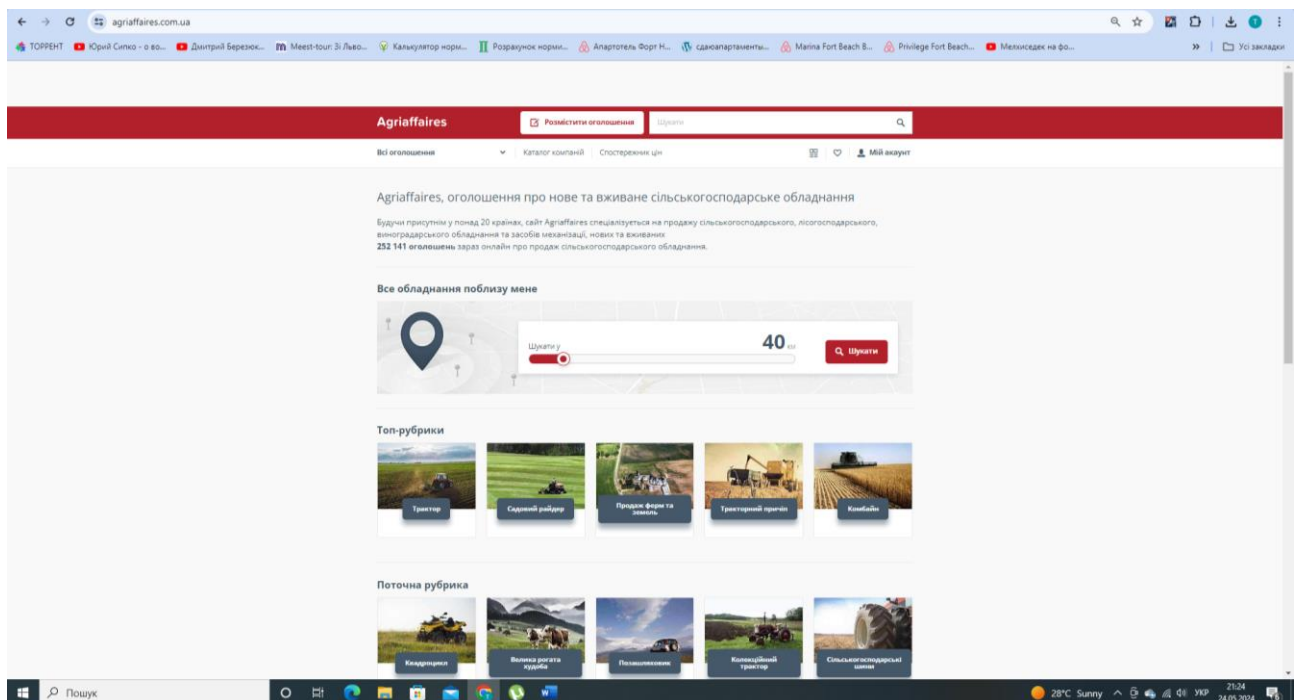 agriaffaires.com.ua
ТОРРЕНТ Юрий Сипко - о во... Дмитрий Березюк... Meest-tour: Зі Льво... Калькулятор норм... Розрахунок норми... Апартотель Форт Н... сдаюапартаменты... Marina Fort Beach B... Privilege Fort Beach... Мелхиседек на фо... » Усі закладки
Agriaffaires Розмістити оголошення Шукати
Всі оголошення Каталог компаній Спостережник цін Мій акаунт
Agriaffaires, оголошення про нове та вживане сільськогосподарське обладнання
Будучи присутнім у понад 20 країнах, сайт Agriaffaires спеціалізується на продажу сільськогосподарського, лісогосподарського,
виноградарського обладнання та засобів механізації, нових та вживаних
252 141 оголошень зараз онлайн про продаж сільськогосподарського обладнання.
Все обладнання поблизу мене
Шукати у 40 км Шукати
Топ-рубрики
Трактор Садовий райдер Продаж ферм та земель Тракторний причіп Комбайн
Поточна рубрика
Квадроцикл Велика рогата худоба Позашляховик Колекційний трактор Сільськогосподарські шини
Пошук 28°C Sunny УКР 21:24
24.05.2024